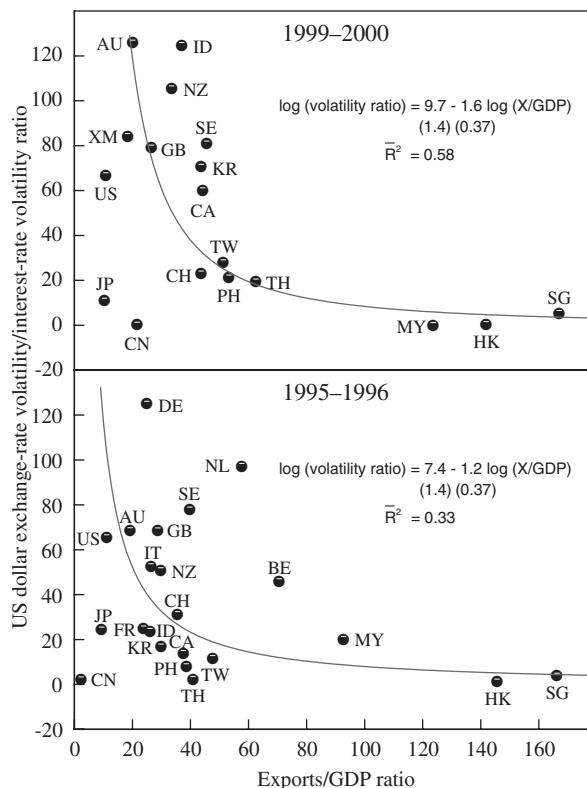 US dollar exchange-rate volatility/interest-rate volatility ratio
1999–2000
120
100
80
60
40
20
0
-20
AU
ID
NZ
XM
GB
SE
KR
US
CA
TW
CH
PH
TH
JP
CN
MY
HK
SG
log (volatility ratio) = 9.7 - 1.6 log (X/GDP)
(1.4) (0.37)
R̅² = 0.58
1995–1996
120
100
80
60
40
20
0
-20
DE
NL
SE
AU
GB
US
IT
NZ
BE
CH
JP
FR
ID
KR
CA
MY
PH
TW
CN
TH
HK
SG
log (volatility ratio) = 7.4 - 1.2 log (X/GDP)
(1.4) (0.37)
R̅² = 0.33
0 20 40 60 80 100 120 140 160
Exports/GDP ratio